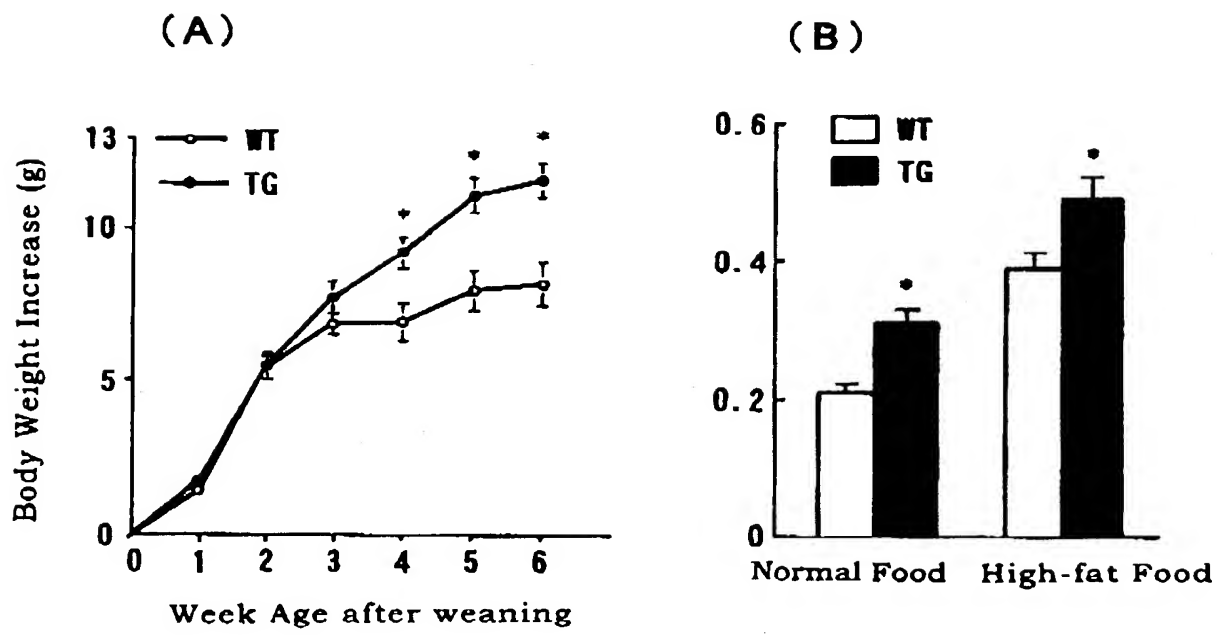 (A)
WT
TG
13
10
5
0
Body Weight Increase (g)
*
*
*
0 1 2 3 4 5 6
Week Age after weaning
(B)
WT
TG
0.6
0.4
0.2
0
*
*
Normal Food High-fat Food